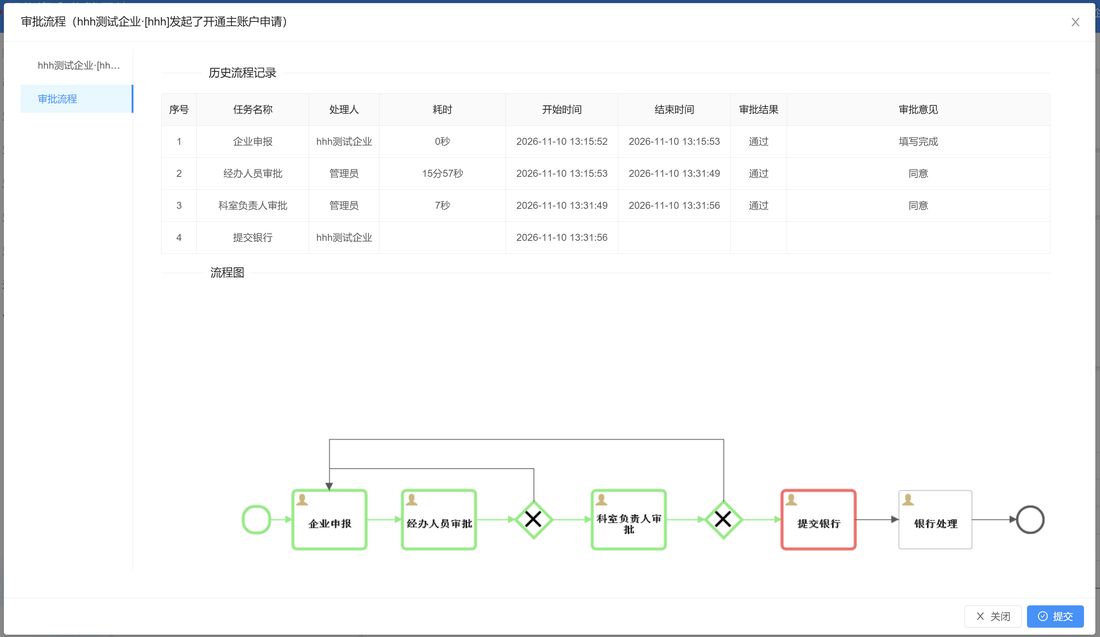 审批流程（hhh测试企业·[hhh]发起了开通主账户申请）
hhh测试企业·[hh...
审批流程
历史流程记录
序号 任务名称 处理人 耗时 开始时间 结束时间 审批结果 审批意见
1 企业申报 hhh测试企业 0秒 2026-11-10 13:15:52 2026-11-10 13:15:53 通过 填写完成
2 经办人员审批 管理员 15分57秒 2026-11-10 13:15:53 2026-11-10 13:31:49 通过 同意
3 科室负责人审批 管理员 7秒 2026-11-10 13:31:49 2026-11-10 13:31:56 通过 同意
4 提交银行 hhh测试企业 2026-11-10 13:31:56
流程图
企业申报
经办人员审批
科室负责人审
批
提交银行
银行处理
关闭
提交